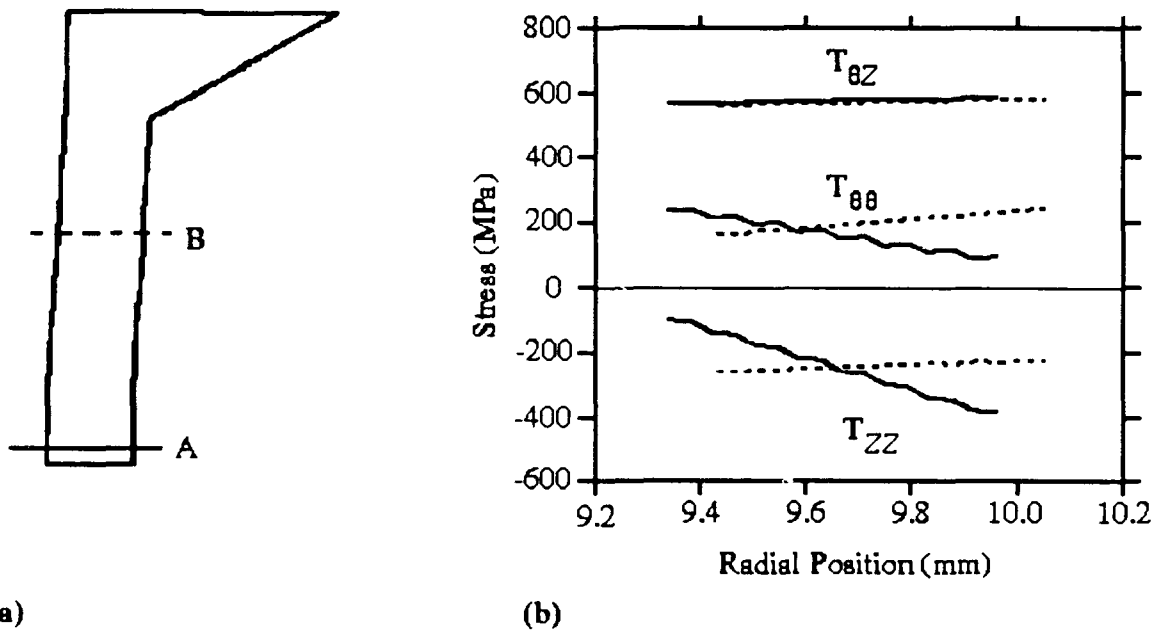 B
A
a)
800
600
400
200
0
-200
-400
-600
Stress (MPa)
T_θZ
T_θθ
T_ZZ
9.2 9.4 9.6 9.8 10.0 10.2
Radial Position (mm)
(b)